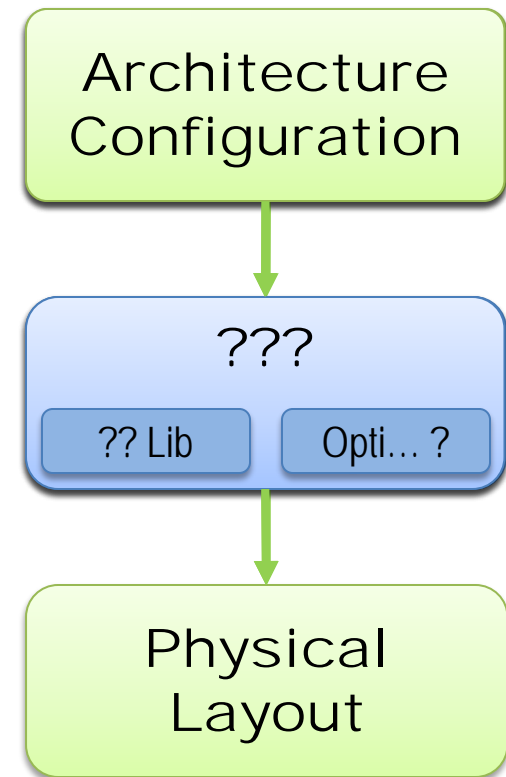 Architecture
Configuration
???
?? Lib
Opti... ?
Physical
Layout